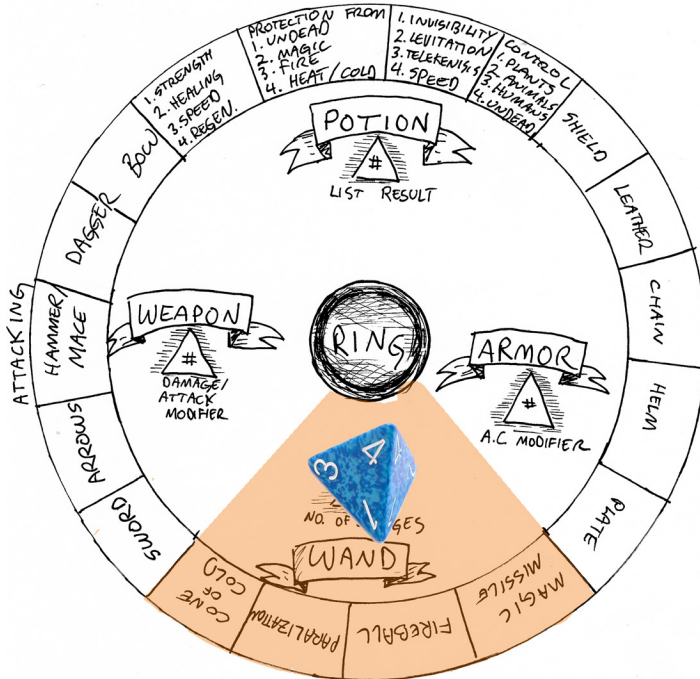 1. STRENGTH
2. HEALING
3. SPEED
4. REGEN.
PROTECTION FROM
1. UNDEAD
2. MAGIC
3. FIRE
4. HEAT/COLD
1. INVISIBILITY
2. LEVITATION
3. TELEKENISIS
4. SPEED
CONTROL
1. PLANTS
2. ANIMALS
3. HUMANS
4. UNDEAD
SHIELD
LEATHER
CHAIN
HELM
PLATE
MAGIC
MISSILE
FIREBALL
PARALIZATION
CONE
OF
COLD
SWORD
ARROWS
ATTACKING
HAMMER/
MACE
DAGGER
BOW
POTION
#
LIST RESULT
WEAPON
#
DAMAGE/
ATTACK
MODIFIER
RING
ARMOR
#
A.C MODIFIER
3 4
1
NO. OF
WAND